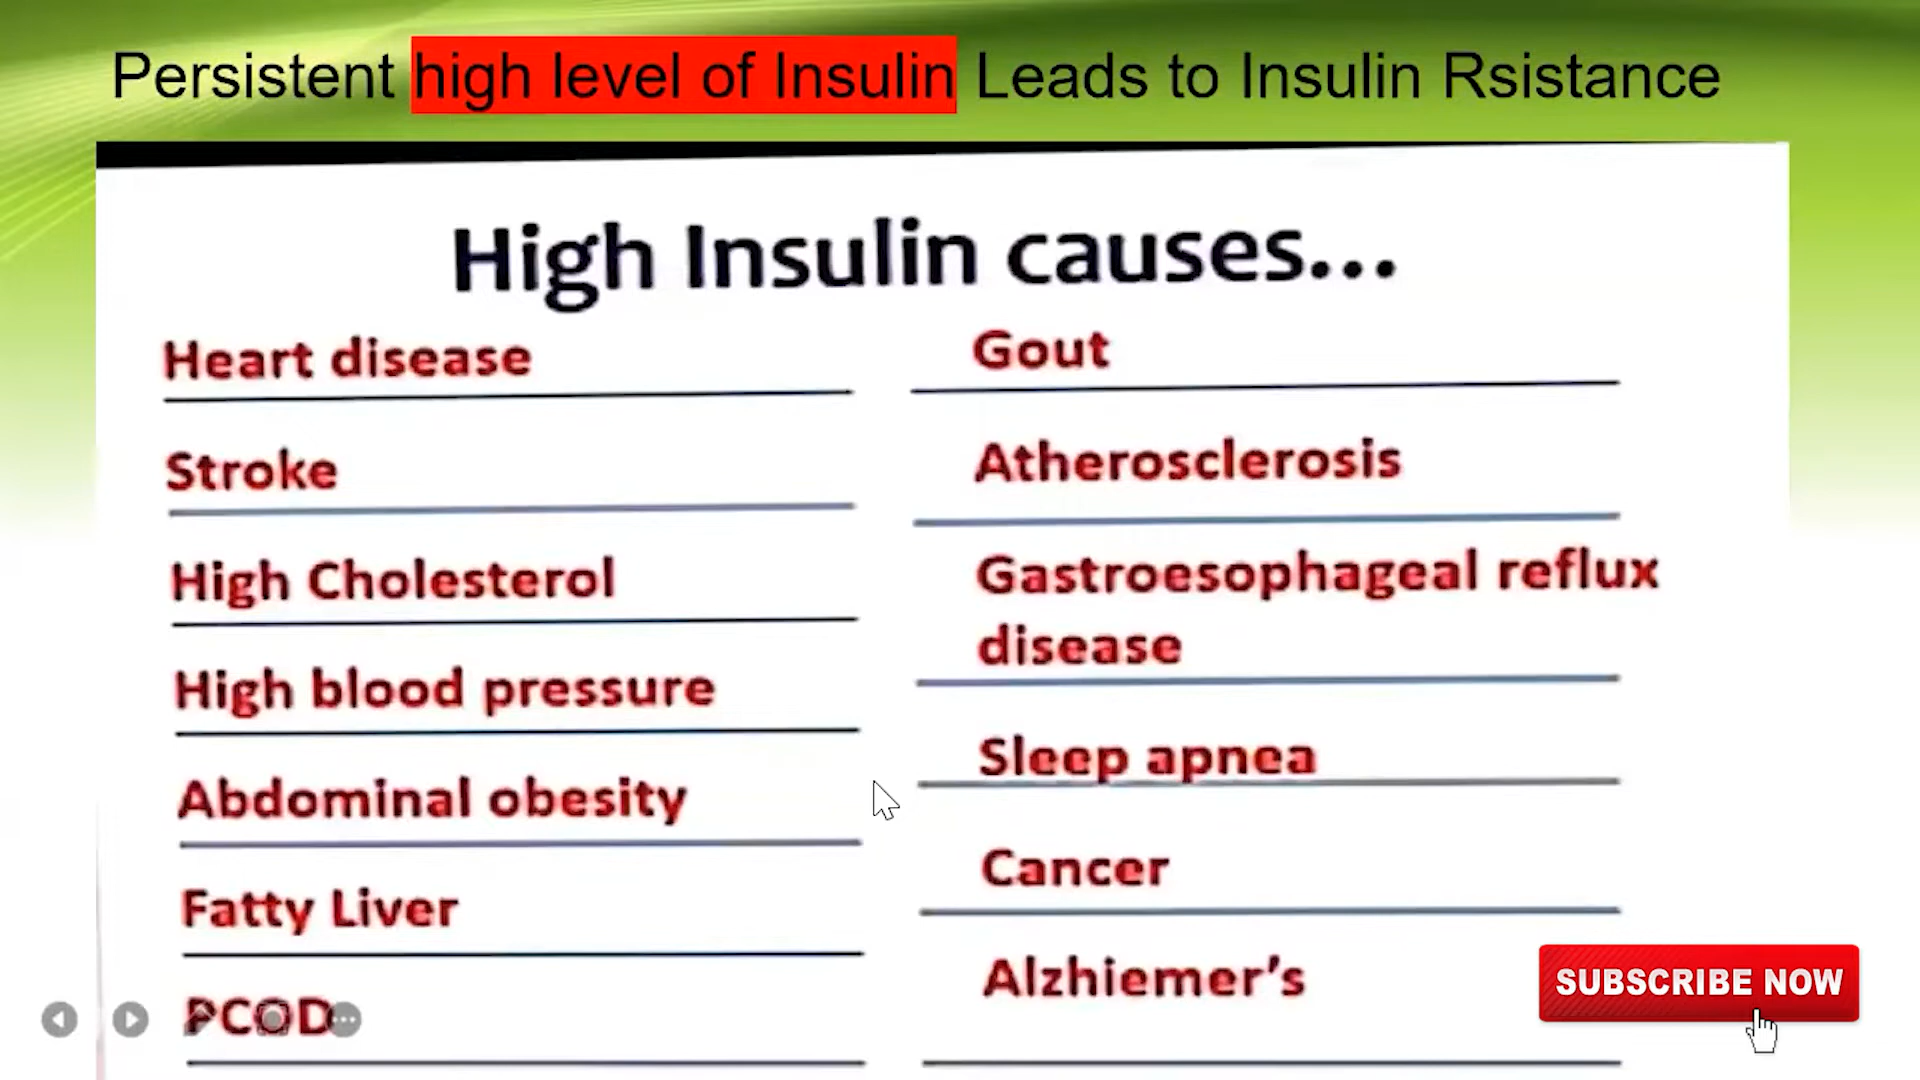 Persistent high level of Insulin Leads to Insulin Rsistance
High Insulin causes...
Heart disease
Stroke
High Cholesterol
High blood pressure
Abdominal obesity
Fatty Liver
PCOD
Gout
Atherosclerosis
Gastroesophageal reflux
disease
Sleep apnea
Cancer
Alzhiemer's
SUBSCRIBE NOW